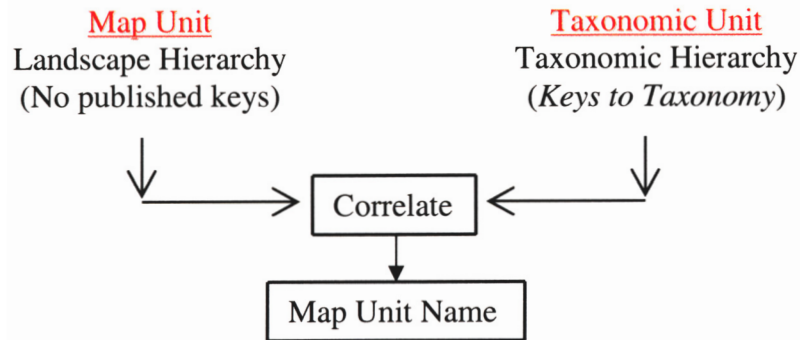 Map Unit
Landscape Hierarchy
(No published keys)
Taxonomic Unit
Taxonomic Hierarchy
(Keys to Taxonomy)
Correlate
Map Unit Name